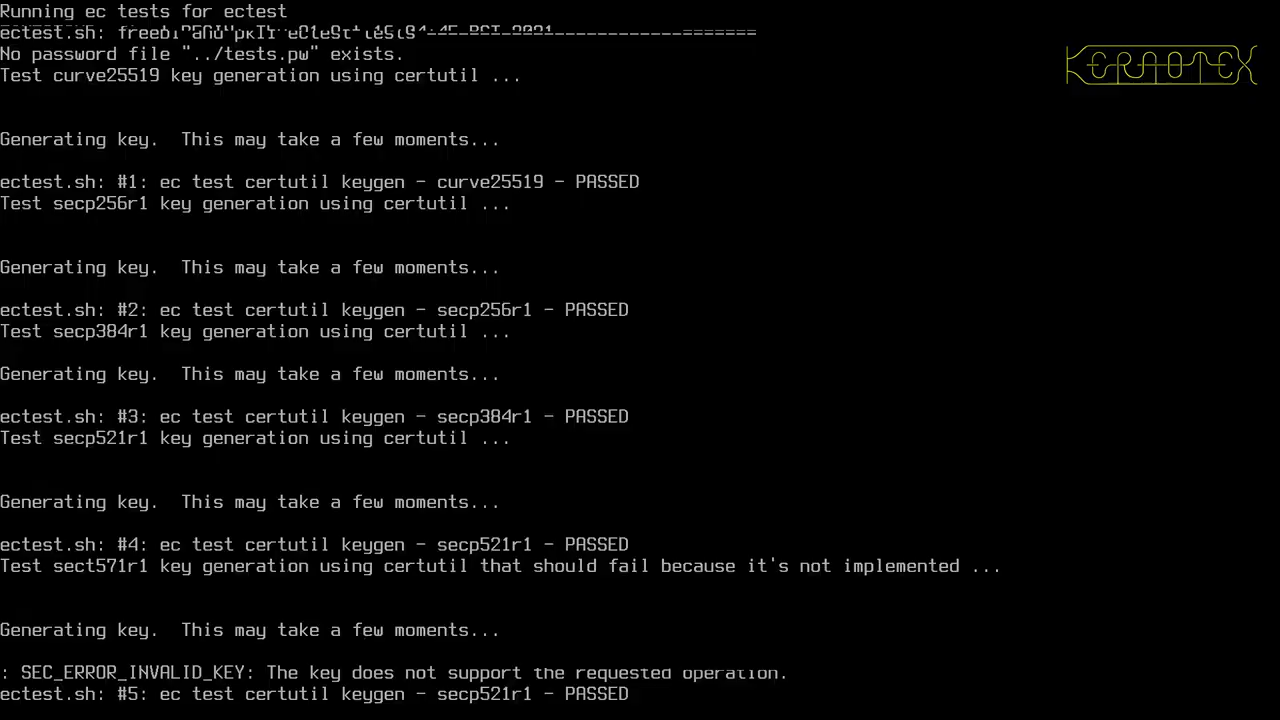 Running ec tests for ectest
ectest.sh:
No password file "../tests.pw" exists.
KERNOTEX
Test curve25519 key generation using certutil ...
Generating key.  This may take a few moments...
ectest.sh: #1: ec test certutil keygen - curve25519 - PASSED
Test secp256r1 key generation using certutil ...
Generating key.  This may take a few moments...
ectest.sh: #2: ec test certutil keygen - secp256r1 - PASSED
Test secp384r1 key generation using certutil ...
Generating key.  This may take a few moments...
ectest.sh: #3: ec test certutil keygen - secp384r1 - PASSED
Test secp521r1 key generation using certutil ...
Generating key.  This may take a few moments...
ectest.sh: #4: ec test certutil keygen - secp521r1 - PASSED
Test sect571r1 key generation using certutil that should fail because it's not implemented ...
Generating key.  This may take a few moments...
: SEC_ERROR_INVALID_KEY: The key does not support the requested operation.
ectest.sh: #5: ec test certutil keygen - secp521r1 - PASSED